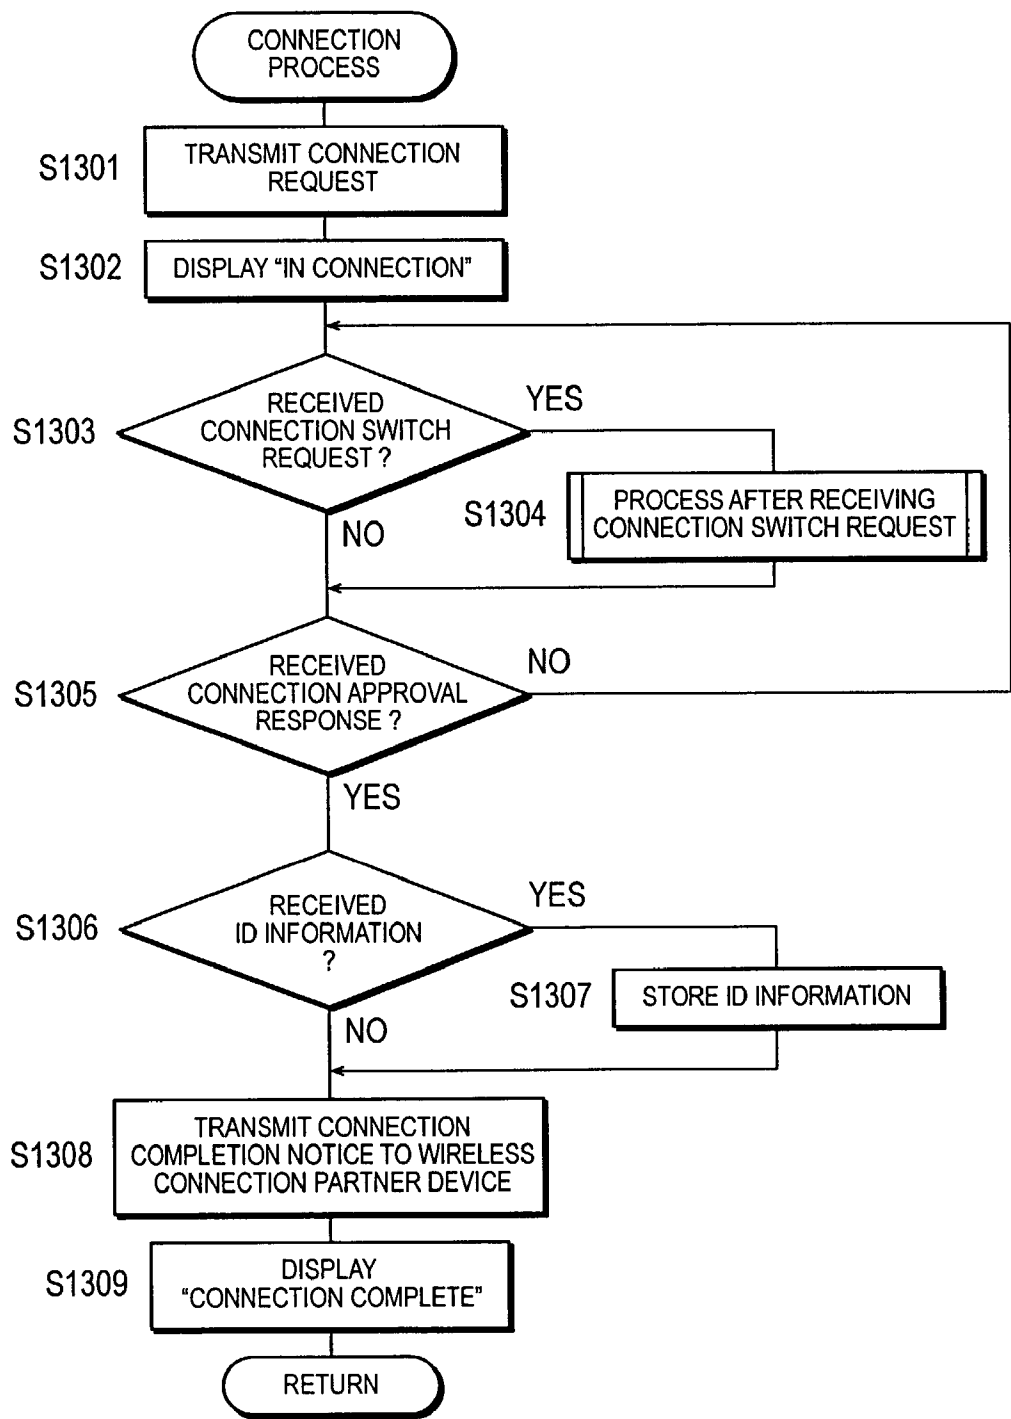 CONNECTION
PROCESS
S1301
TRANSMIT CONNECTION
REQUEST
S1302
DISPLAY “IN CONNECTION”
S1303
RECEIVED
CONNECTION SWITCH
REQUEST ?
YES
NO
S1304
PROCESS AFTER RECEIVING
CONNECTION SWITCH REQUEST
S1305
RECEIVED
CONNECTION APPROVAL
RESPONSE ?
NO
YES
S1306
RECEIVED
ID INFORMATION
?
YES
NO
S1307
STORE ID INFORMATION
S1308
TRANSMIT CONNECTION
COMPLETION NOTICE TO WIRELESS
CONNECTION PARTNER DEVICE
S1309
DISPLAY
“CONNECTION COMPLETE”
RETURN